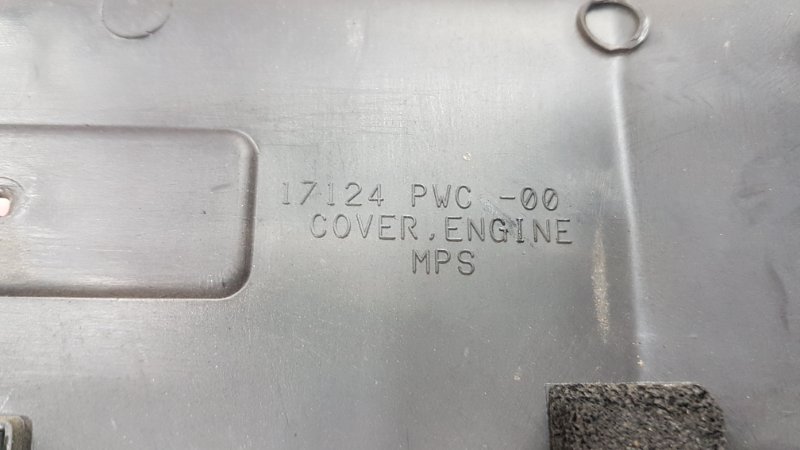 17124 PWC -00
COVER, ENGINE
MPS